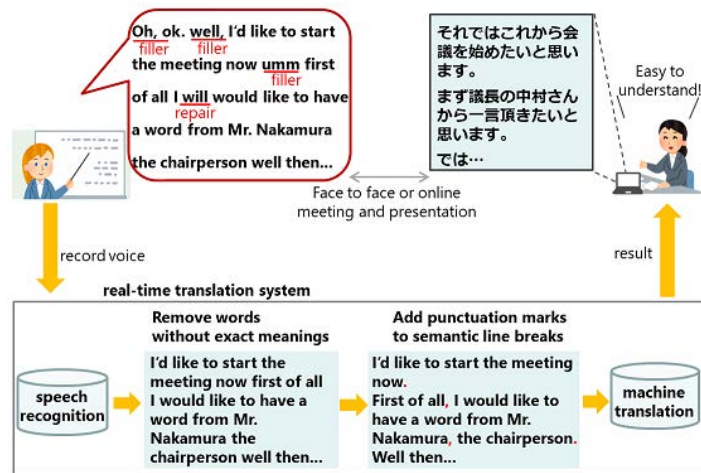 Oh, ok. well, I'd like to start
filler
filler
the meeting now umm first
filler
of all I will would like to have
repair
a word from Mr. Nakamura
the chairperson well then...
それではこれから会
議を始めたいと思い
ます。
まず議長の中村さん
から一言頂きたいと
思います。
では…
Easy to
understand!
Face to face or online
meeting and presentation
record voice
result
real-time translation system
Remove words
without exact meanings
Add punctuation marks
to semantic line breaks
speech
recognition
I'd like to start the
meeting now first of all
I would like to have a
word from Mr.
Nakamura the
chairperson well then...
I'd like to start the meeting
now.
First of all, I would like to
have a word from Mr.
Nakamura, the chairperson.
Well then...
machine
translation